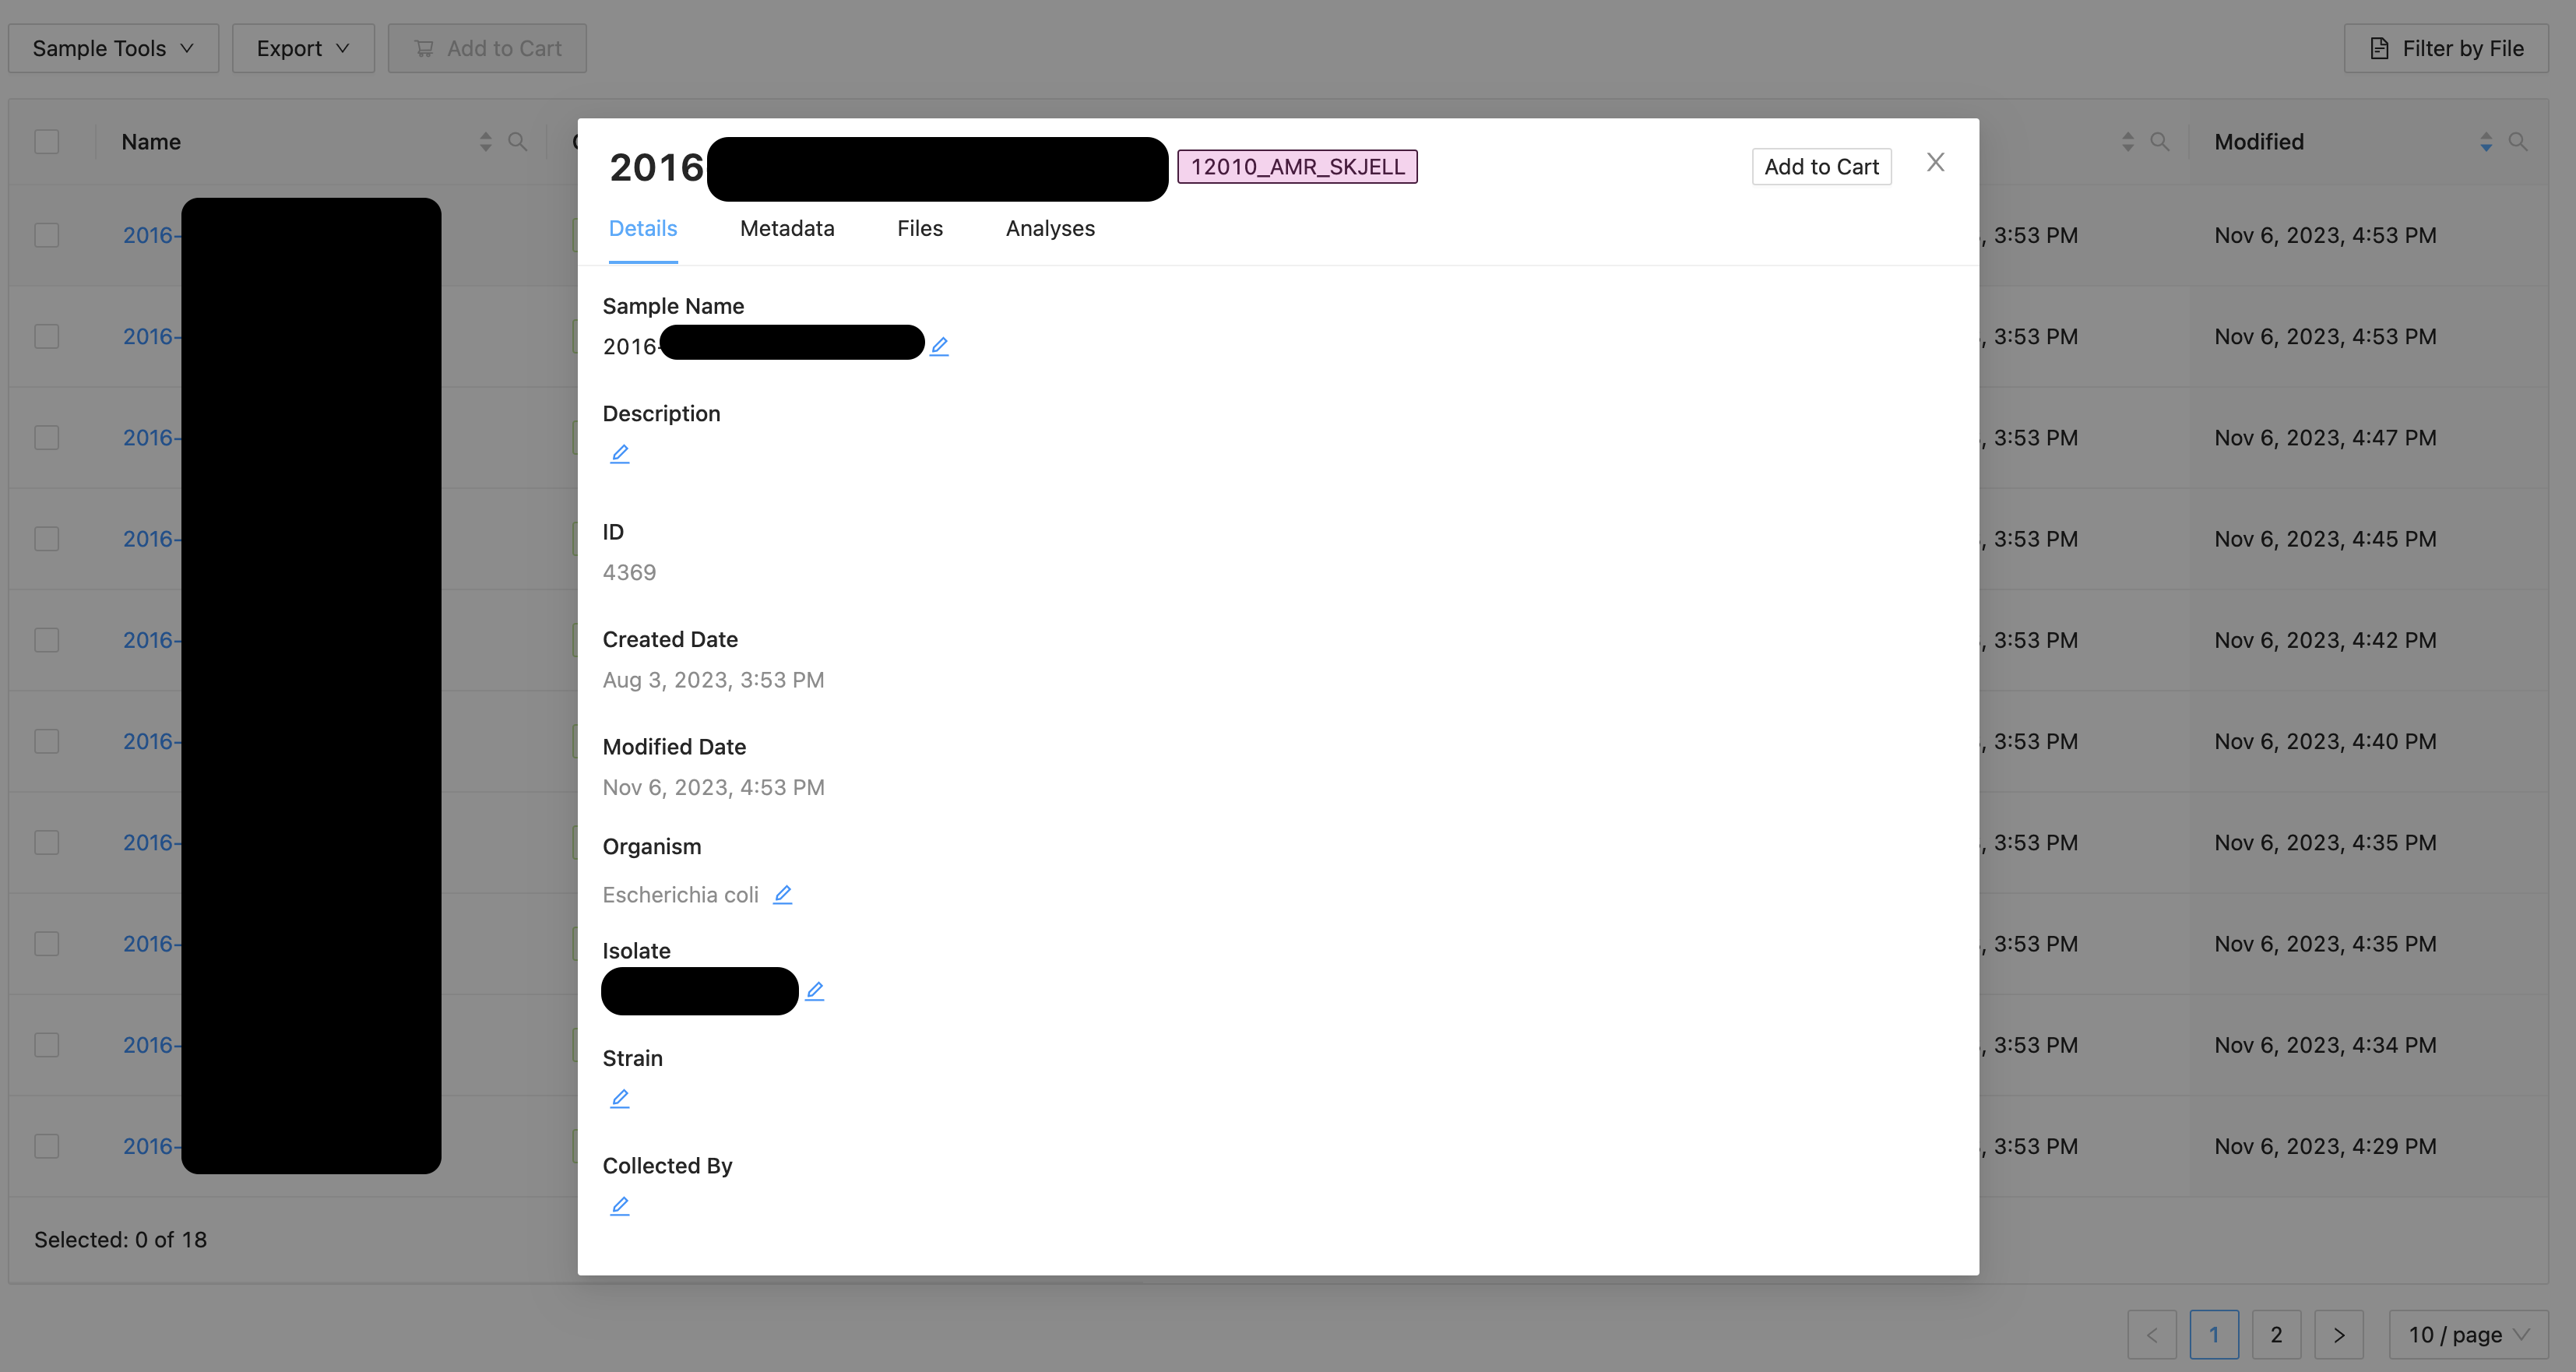 Sample Tools
Export
Add to Cart
Filter by File
Name
Modified
2016-
3:53 PM
Nov 6, 2023, 4:53 PM
2016-
3:53 PM
Nov 6, 2023, 4:53 PM
2016-
3:53 PM
Nov 6, 2023, 4:47 PM
2016-
3:53 PM
Nov 6, 2023, 4:45 PM
2016-
3:53 PM
Nov 6, 2023, 4:42 PM
2016-
3:53 PM
Nov 6, 2023, 4:40 PM
2016-
3:53 PM
Nov 6, 2023, 4:35 PM
2016-
3:53 PM
Nov 6, 2023, 4:35 PM
2016-
3:53 PM
Nov 6, 2023, 4:34 PM
2016-
3:53 PM
Nov 6, 2023, 4:29 PM
Selected: 0 of 18
2016
12010_AMR_SKJELL
Add to Cart
Details
Metadata
Files
Analyses
Sample Name
2016-
Description
ID
4369
Created Date
Aug 3, 2023, 3:53 PM
Modified Date
Nov 6, 2023, 4:53 PM
Organism
Escherichia coli
Isolate
Strain
Collected By
< 1 2 >
10 / page